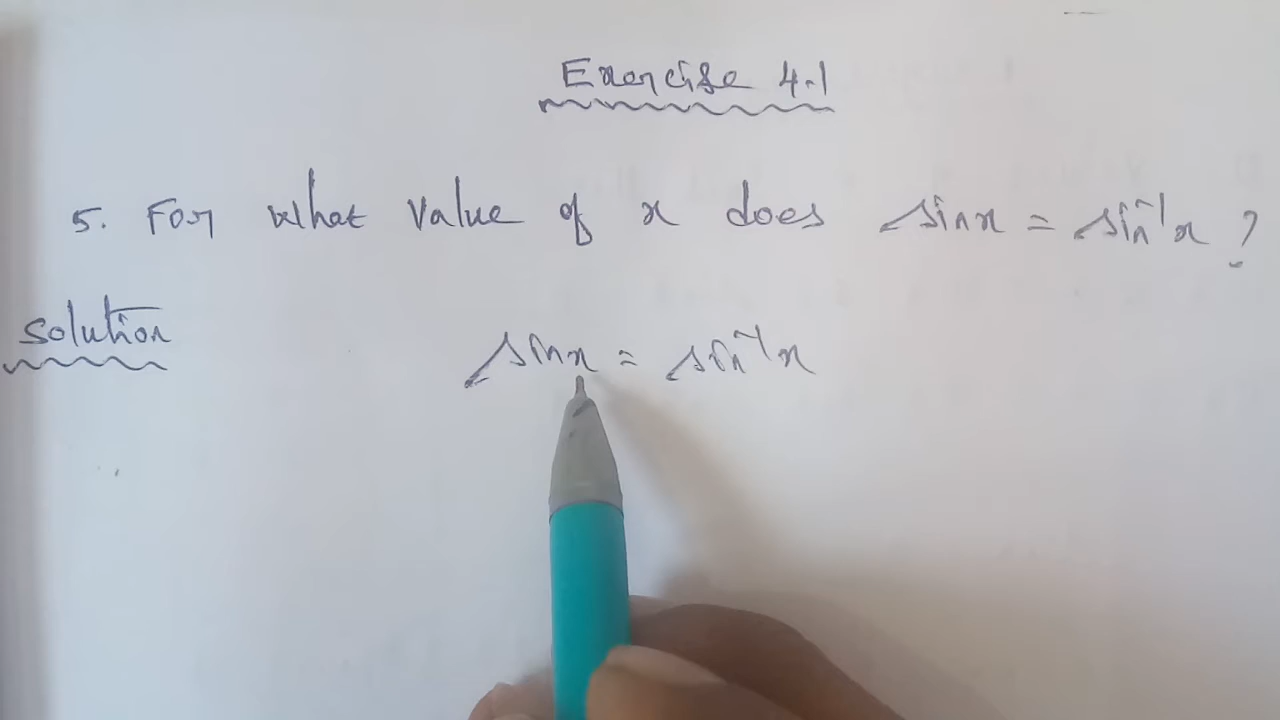 Exercise 4.1
5. For what value of x does sinx = sin⁻¹x ?
Solution
sinx = sin⁻¹x